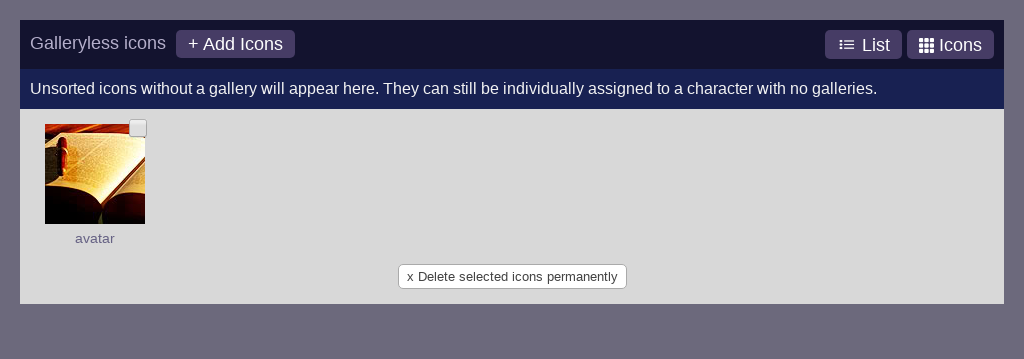 Galleryless icons
+ Add Icons
List
Icons
Unsorted icons without a gallery will appear here. They can still be individually assigned to a character with no galleries.
avatar
x Delete selected icons permanently